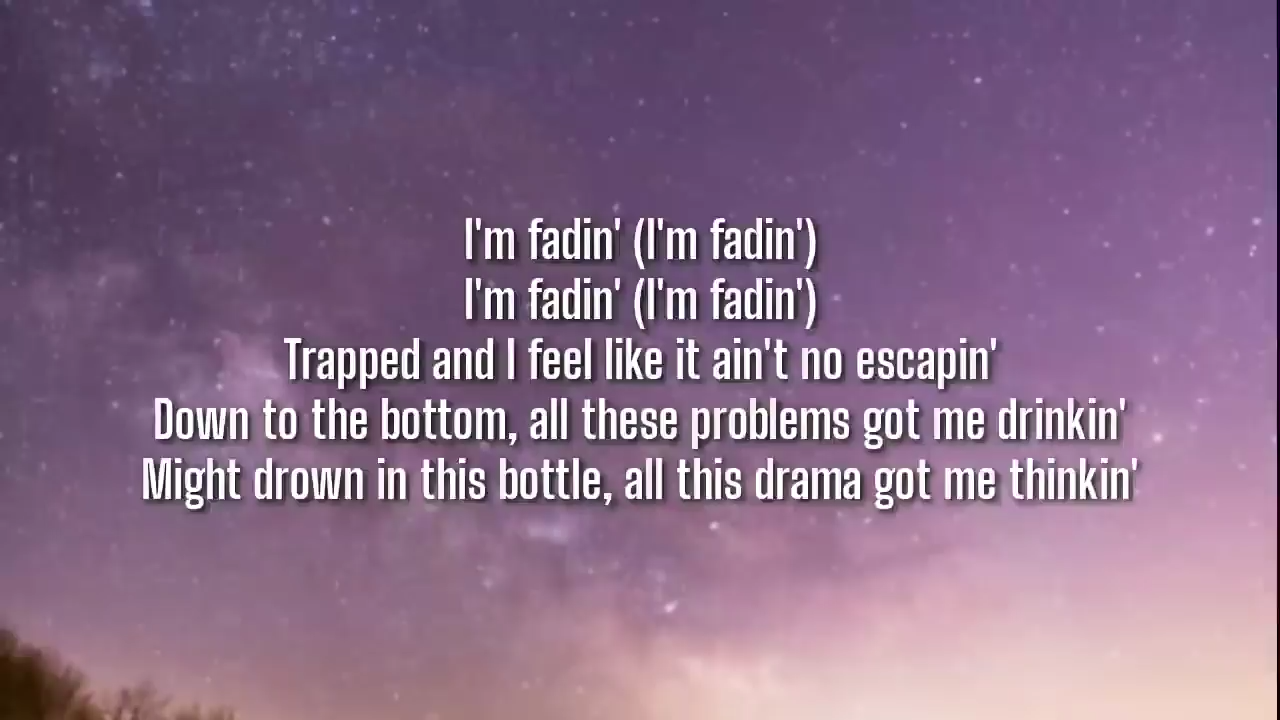 I'm fadin' (I'm fadin')
I'm fadin' (I'm fadin')
Trapped and I feel like it ain't no escapin'
Down to the bottom, all these problems got me drinkin'
Might drown in this bottle, all this drama got me thinkin'